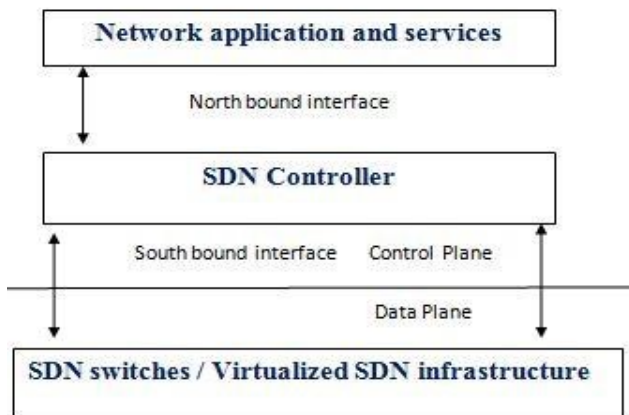 Network application and services
North bound interface
SDN Controller
South bound interface Control Plane
Data Plane
SDN switches / Virtualized SDN infrastructure